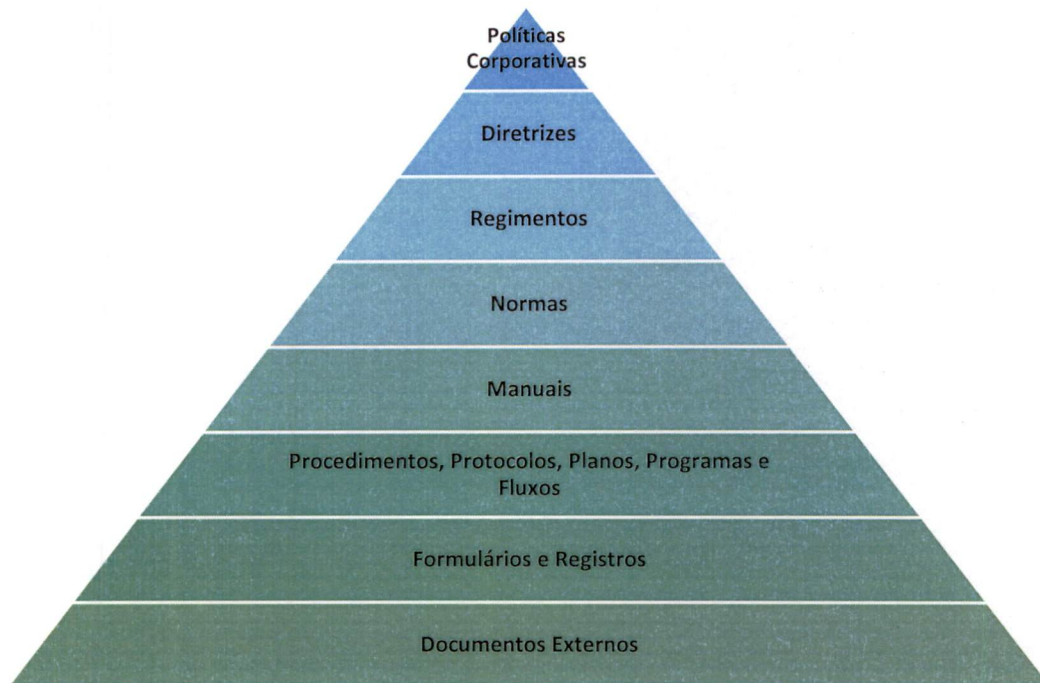 Políticas
Corporativas
Diretrizes
Regimentos
Normas
Manuais
Procedimentos, Protocolos, Planos, Programas e
Fluxos
Formulários e Registros
Documentos Externos